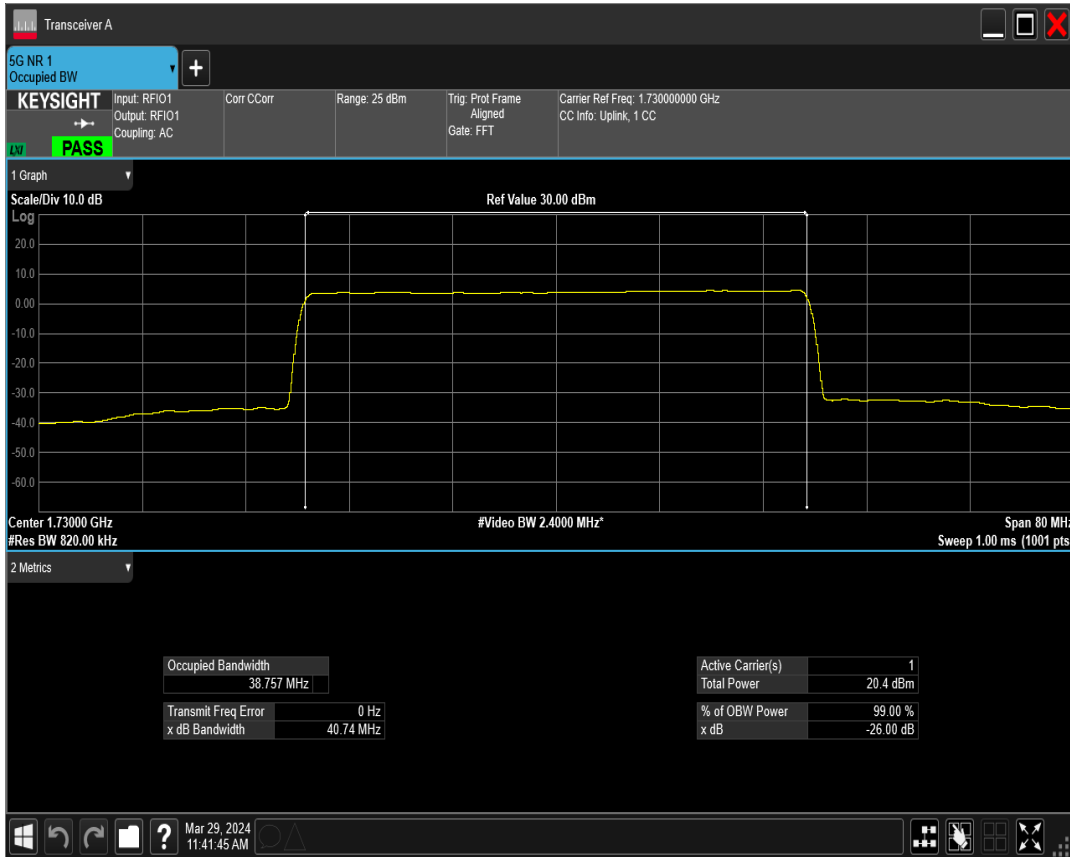 Transceiver A
5G NR 1
Occupied BW
KEYSIGHT
LXI
PASS
Input: RFIO1
Output: RFIO1
Coupling: AC
Corr CCorr
Range: 25 dBm
Trig: Prot Frame
Aligned
Gate: FFT
Carrier Ref Freq: 1.730000000 GHz
CC Info: Uplink, 1 CC
1 Graph
Scale/Div 10.0 dB
Ref Value 30.00 dBm
Log
20.0
10.0
0.00
-10.0
-20.0
-30.0
-40.0
-50.0
-60.0
Center 1.73000 GHz
#Video BW 2.4000 MHz*
Span 80 MHz
#Res BW 820.00 kHz
Sweep 1.00 ms (1001 pts
2 Metrics
Occupied Bandwidth
38.757 MHz
Transmit Freq Error 0 Hz
x dB Bandwidth 40.74 MHz
Active Carrier(s) 1
Total Power 20.4 dBm
% of OBW Power 99.00 %
x dB -26.00 dB
?
Mar 29, 2024
11:41:45 AM